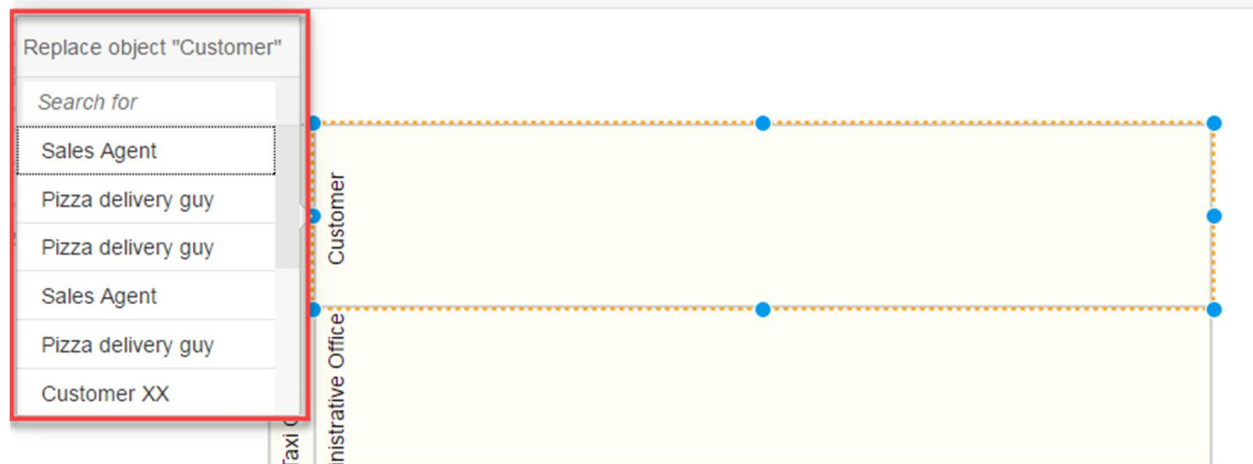 Replace object "Customer"
Search for
Sales Agent
Pizza delivery guy
Pizza delivery guy
Sales Agent
Pizza delivery guy
Customer XX
Customer
Office
Taxi